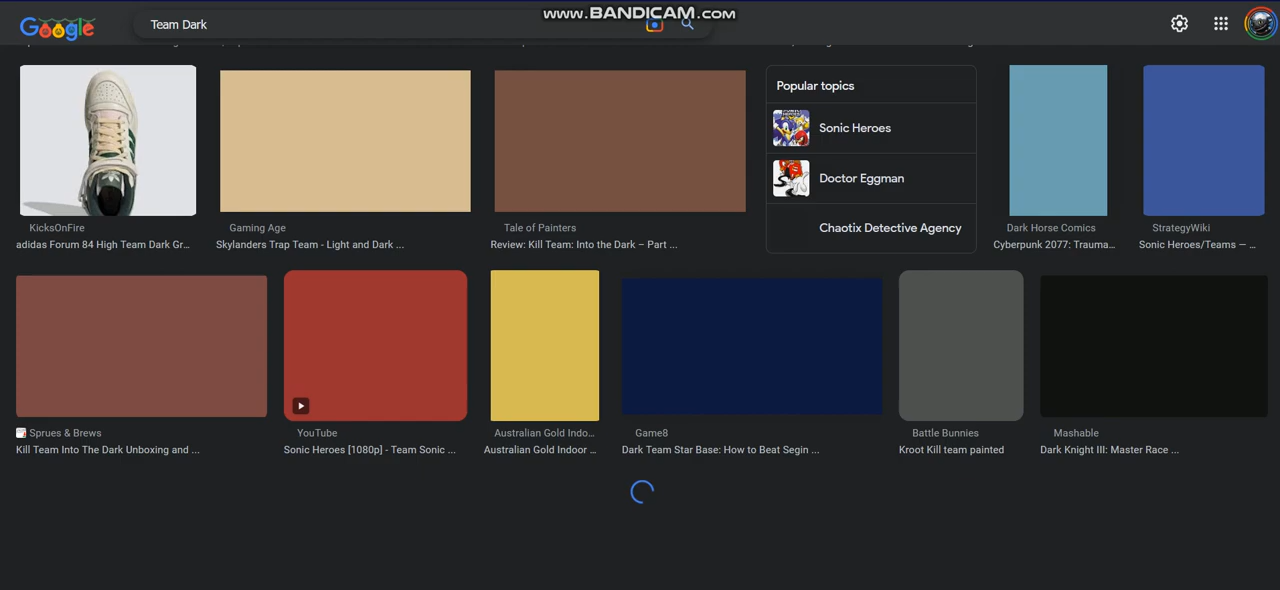 www.BANDICAM.com
Google
Team Dark
Popular topics
Sonic Heroes
Doctor Eggman
Chaotix Detective Agency
KicksOnFire
adidas Forum 84 High Team Dark Gr...
Gaming Age
Skylanders Trap Team - Light and Dark ...
Tale of Painters
Review: Kill Team: Into the Dark – Part ...
Dark Horse Comics
Cyberpunk 2077: Trauma...
StrategyWiki
Sonic Heroes/Teams — ...
Sprues & Brews
Kill Team Into The Dark Unboxing and ...
YouTube
Sonic Heroes [1080p] - Team Sonic ...
Australian Gold Indo...
Australian Gold Indoor ...
Game8
Dark Team Star Base: How to Beat Segin ...
Battle Bunnies
Kroot Kill team painted
Mashable
Dark Knight III: Master Race ...